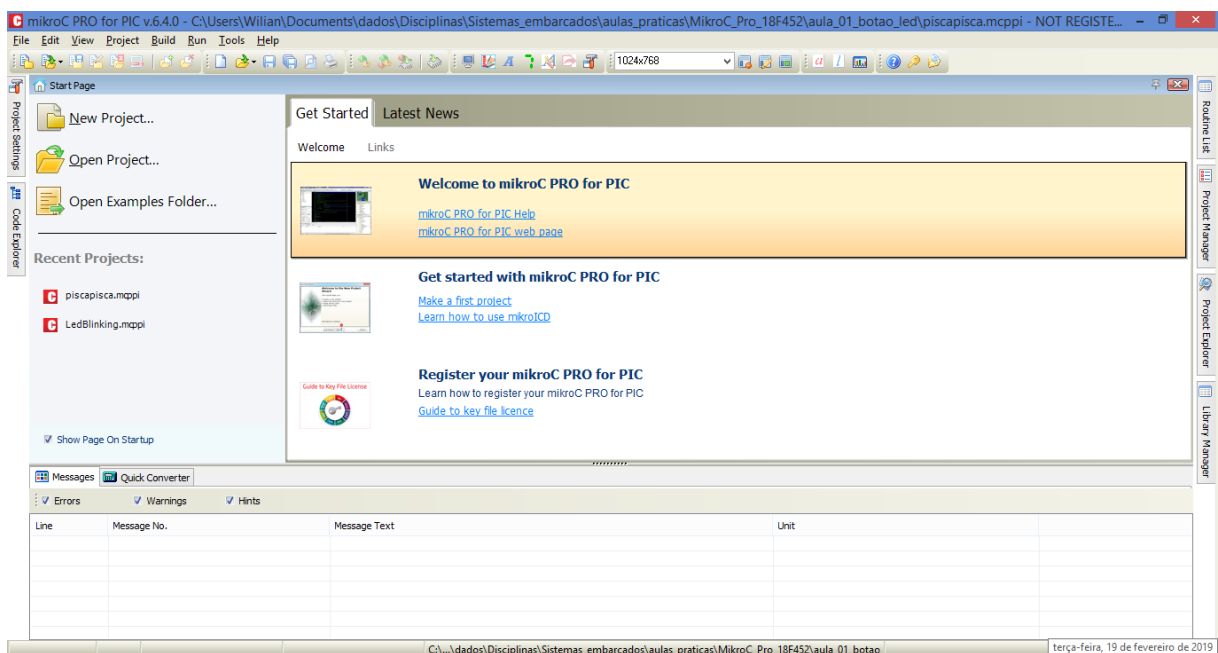 mikroC PRO for PIC v.6.4.0 - C:\Users\Wilian\Documents\dados\Disciplinas\Sistemas_embarcados\aulas_praticas\MikroC_Pro_18F452\aula_01_botao_led\piscapisca.mcppi - NOT REGISTE...
File Edit View Project Build Run Tools Help
1024x768
Start Page
Project Settings
Code Explorer
New Project...
Open Project...
Open Examples Folder...
Recent Projects:
piscapisca.mcppi
LedBlinking.mcppi
Show Page On Startup
Get Started Latest News
Welcome Links
Welcome to mikroC PRO for PIC
mikroC PRO for PIC Help
mikroC PRO for PIC web page
Get started with mikroC PRO for PIC
Make a first project
Learn how to use mikroICD
Guide to Key File License
Register your mikroC PRO for PIC
Learn how to register your mikroC PRO for PIC
Guide to key file licence
Routine List
Project Manager
Project Explorer
Library Manager
Messages Quick Converter
Errors Warnings Hints
Line Message No. Message Text Unit
C:\...\dados\Disciplinas\Sistemas_embarcados\aulas_praticas\MikroC_Pro_18F452\aula_01_botao
terça-feira, 19 de fevereiro de 2019